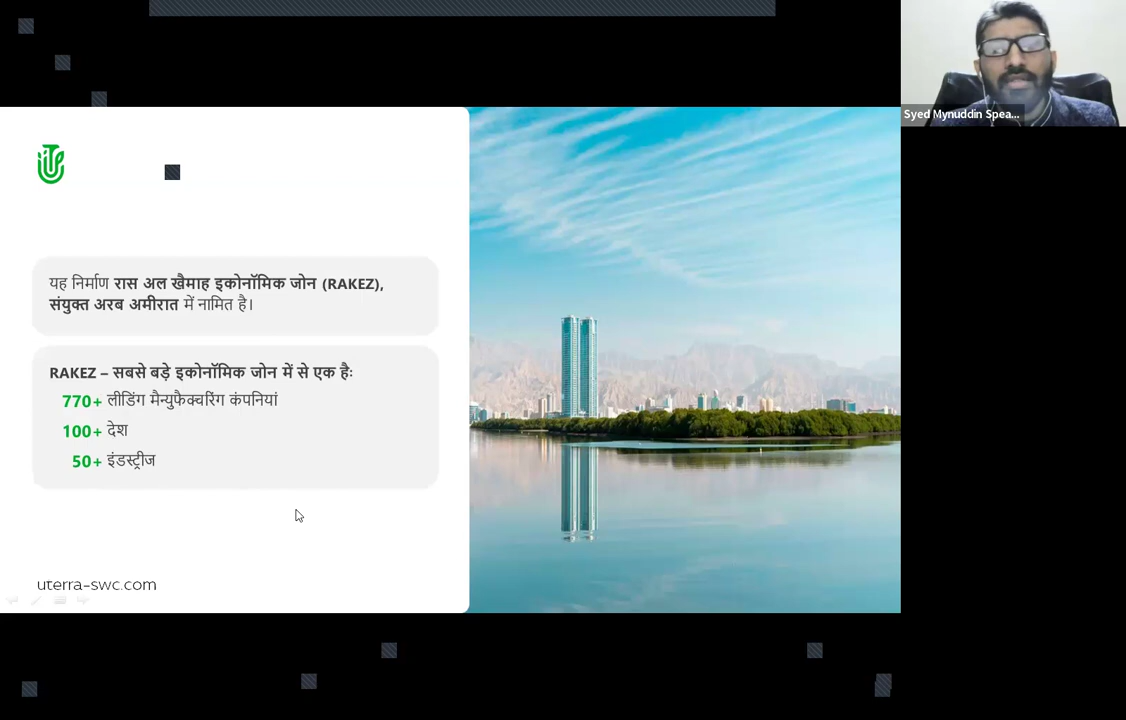 Syed Mynuddin Spea...
यह निर्माण रास अल खैमाह इकोनॉमिक जोन (RAKEZ),
संयुक्त अरब अमीरात में नामित है।
RAKEZ – सबसे बड़े इकोनॉमिक जोन में से एक है:
770+ लीडिंग मैन्युफैक्चरिंग कंपनियां
100+ देश
50+ इंडस्ट्रीज
uterra-swc.com